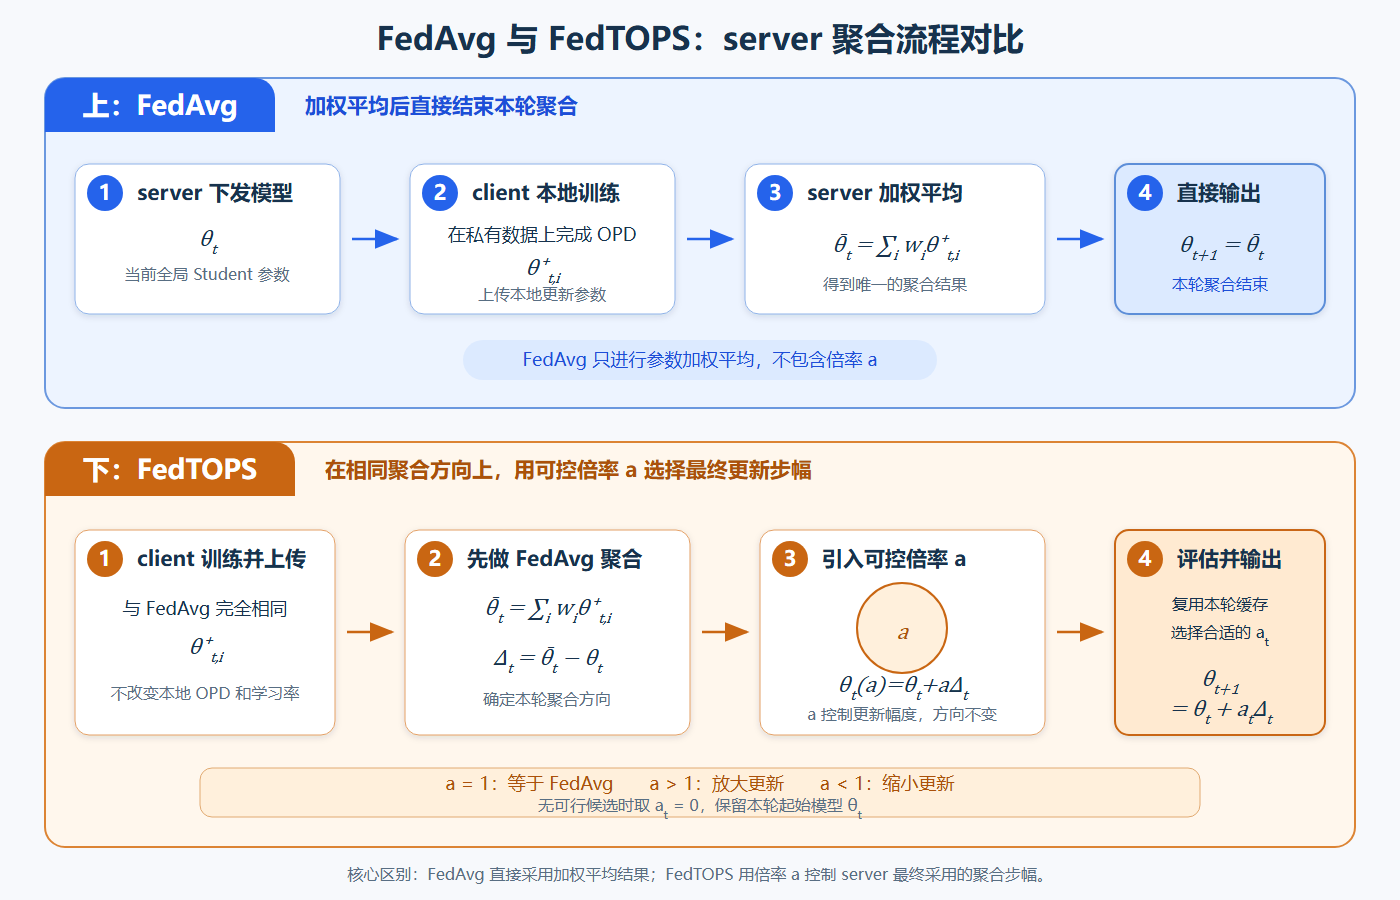 FedAvg 与 FedTOPS：server 聚合流程对比
上：FedAvg
加权平均后直接结束本轮聚合
1 server 下发模型
θ_t
当前全局 Student 参数
2 client 本地训练
在私有数据上完成 OPD
θ⁺_{t,i}
上传本地更新参数
3 server 加权平均
θ̄_t = ∑_i w_i θ⁺_{t,i}
得到唯一的聚合结果
4 直接输出
θ_{t+1} = θ̄_t
本轮聚合结束
FedAvg 只进行参数加权平均，不包含倍率 a
下：FedTOPS
在相同聚合方向上，用可控倍率 a 选择最终更新步幅
1 client 训练并上传
与 FedAvg 完全相同
θ⁺_{t,i}
不改变本地 OPD 和学习率
2 先做 FedAvg 聚合
θ̄_t = ∑_i w_i θ⁺_{t,i}
Δ_t = θ̄_t − θ_t
确定本轮聚合方向
3 引入可控倍率 a
a
θ_t(a)=θ_t+aΔ_t
a 控制更新幅度，方向不变
4 评估并输出
复用本轮缓存
选择合适的 a_t
θ_{t+1}
= θ_t + a_tΔ_t
a = 1：等于 FedAvg a > 1：放大更新 a < 1：缩小更新
无可行候选时取 a_t = 0，保留本轮起始模型 θ_t
核心区别：FedAvg 直接采用加权平均结果；FedTOPS 用倍率 a 控制 server 最终采用的聚合步幅。